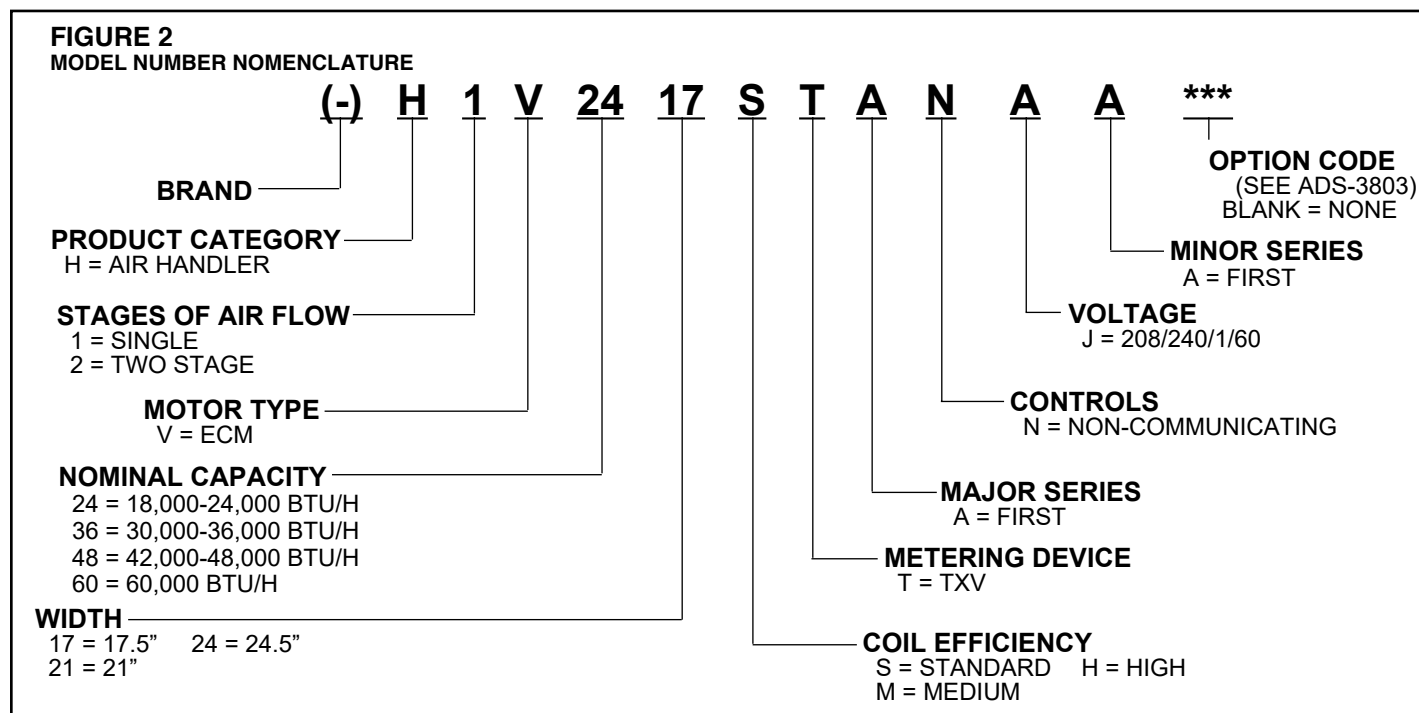 FIGURE 2
MODEL NUMBER NOMENCLATURE
(-) H 1 V 24 17 S T A N A A ***
BRAND
PRODUCT CATEGORY
H = AIR HANDLER
STAGES OF AIR FLOW
1 = SINGLE
2 = TWO STAGE
MOTOR TYPE
V = ECM
NOMINAL CAPACITY
24 = 18,000-24,000 BTU/H
36 = 30,000-36,000 BTU/H
48 = 42,000-48,000 BTU/H
60 = 60,000 BTU/H
WIDTH
17 = 17.5” 24 = 24.5”
21 = 21”
OPTION CODE
(SEE ADS-3803)
BLANK = NONE
MINOR SERIES
A = FIRST
VOLTAGE
J = 208/240/1/60
CONTROLS
N = NON-COMMUNICATING
MAJOR SERIES
A = FIRST
METERING DEVICE
T = TXV
COIL EFFICIENCY
S = STANDARD H = HIGH
M = MEDIUM